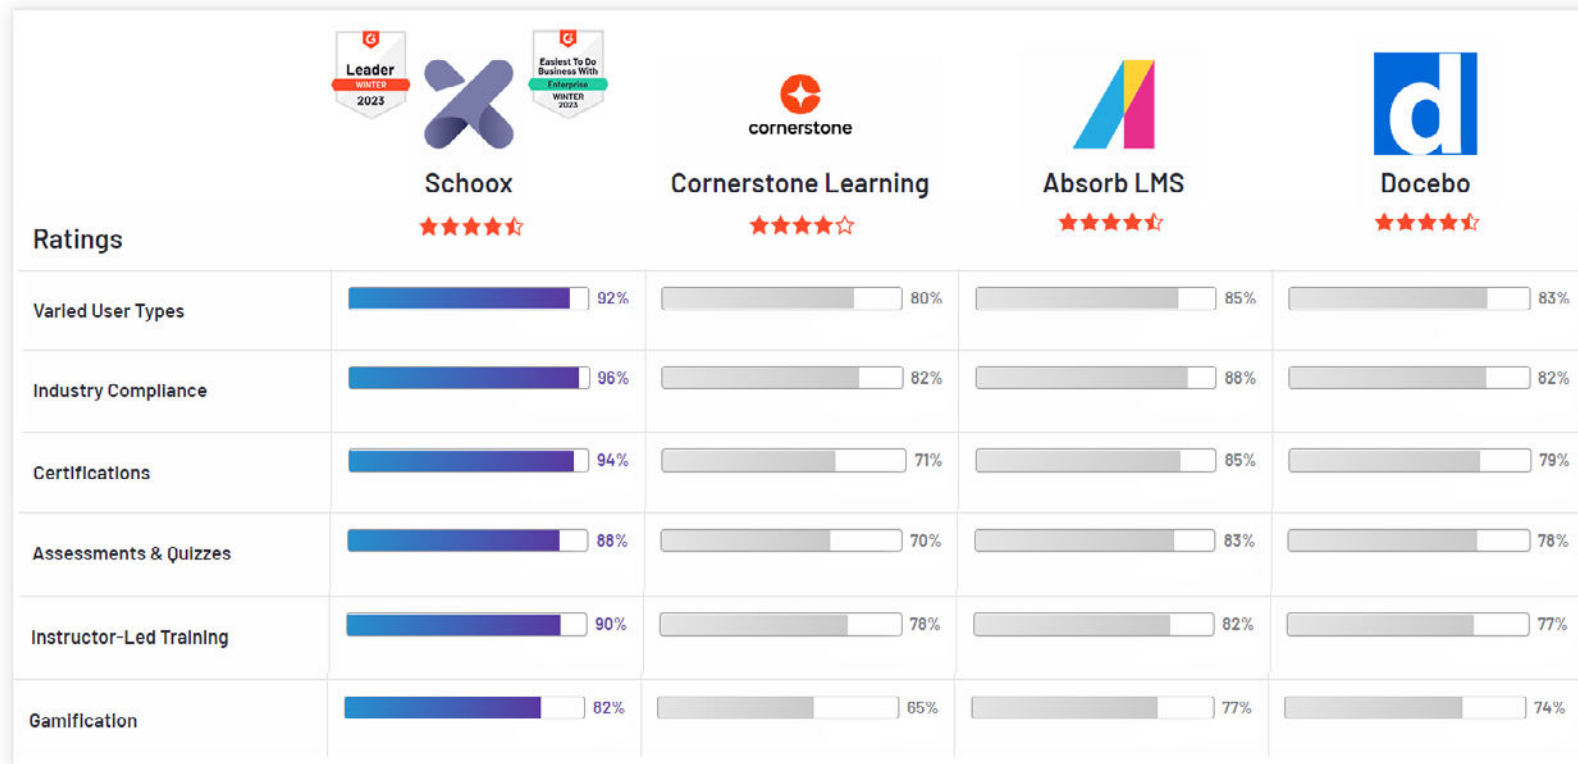 Leader
WINTER
2023
Easiest To Do
Business With
Enterprise
WINTER
2023
cornerstone
d
Schoox
Cornerstone Learning
Absorb LMS
Docebo
Ratings
Varied User Types
92%
80%
85%
83%
Industry Compliance
96%
82%
88%
82%
Certifications
94%
71%
85%
79%
Assessments & Quizzes
88%
70%
83%
78%
Instructor-Led Training
90%
78%
82%
77%
Gamification
82%
65%
77%
74%